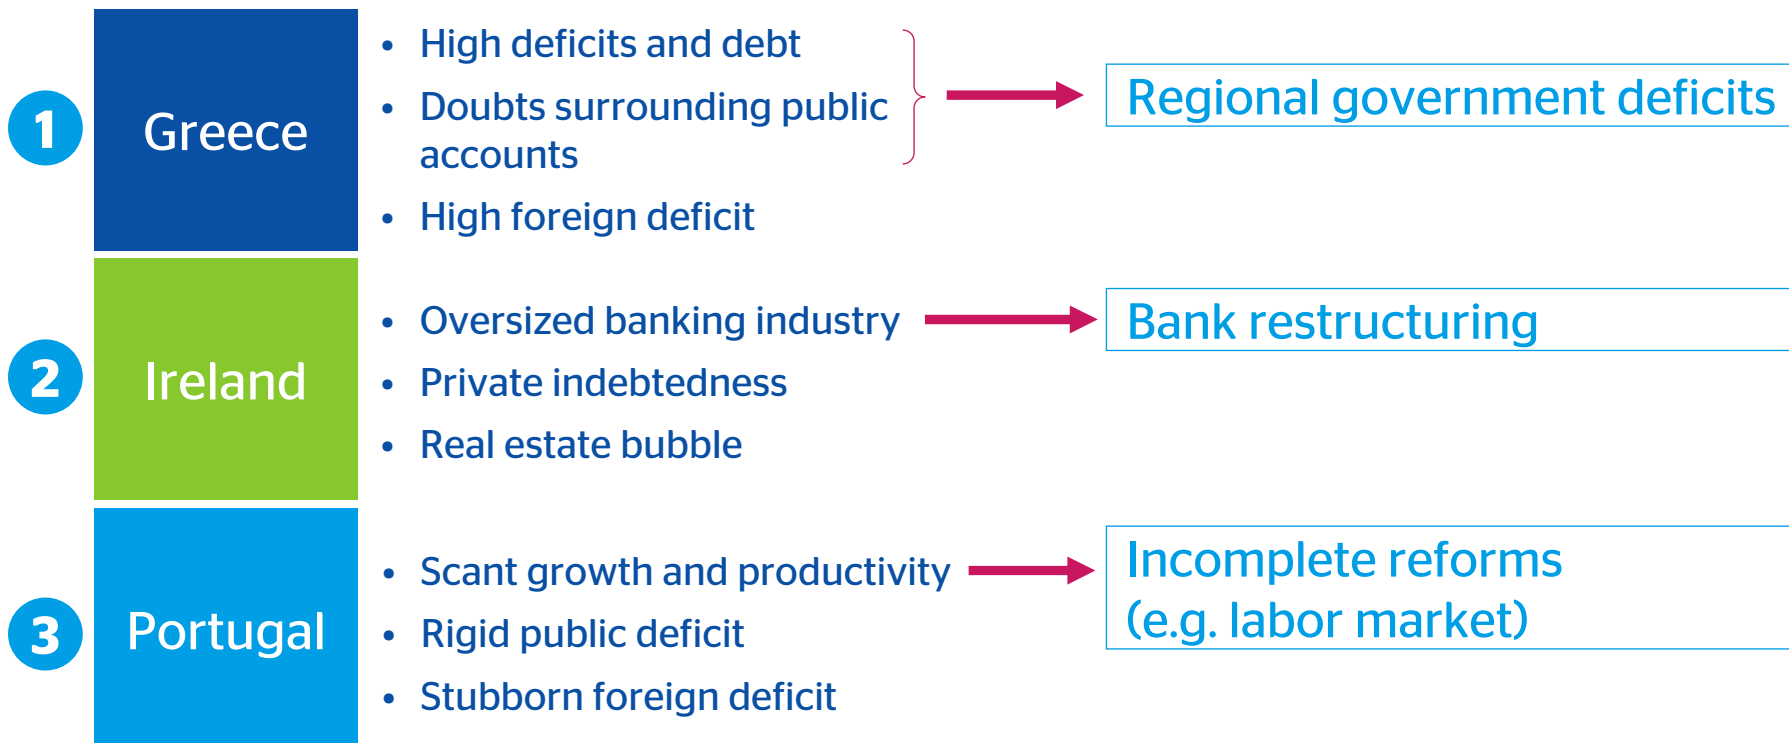 1
Greece
• High deficits and debt
• Doubts surrounding public
accounts
• High foreign deficit
Regional government deficits
2
Ireland
• Oversized banking industry
• Private indebtedness
• Real estate bubble
Bank restructuring
3
Portugal
• Scant growth and productivity
• Rigid public deficit
• Stubborn foreign deficit
Incomplete reforms
(e.g. labor market)